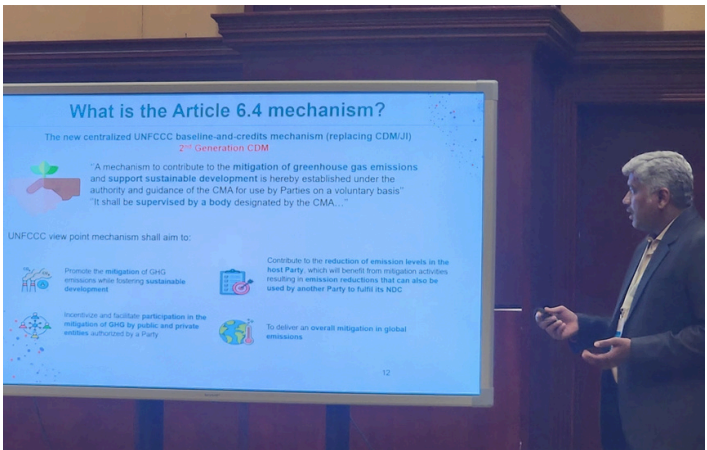 What is the Article 6.4 mechanism?
The new centralized UNFCCC baseline-and-credits mechanism (replacing CDM/JI)
2nd Generation CDM
"A mechanism to contribute to the mitigation of greenhouse gas emissions
and support sustainable development is hereby established under the
authority and guidance of the CMA for use by Parties on a voluntary basis"
"It shall be supervised by a body designated by the CMA…"
UNFCCC view point mechanism shall aim to:
Promote the mitigation of GHG
emissions while fostering sustainable
development
Contribute to the reduction of emission levels in the
host Party, which will benefit from mitigation activities
resulting in emission reductions that can also be
used by another Party to fulfil its NDC
Incentivize and facilitate participation in the
mitigation of GHG by public and private
entities authorized by a Party
To deliver an overall mitigation in global
emissions
12